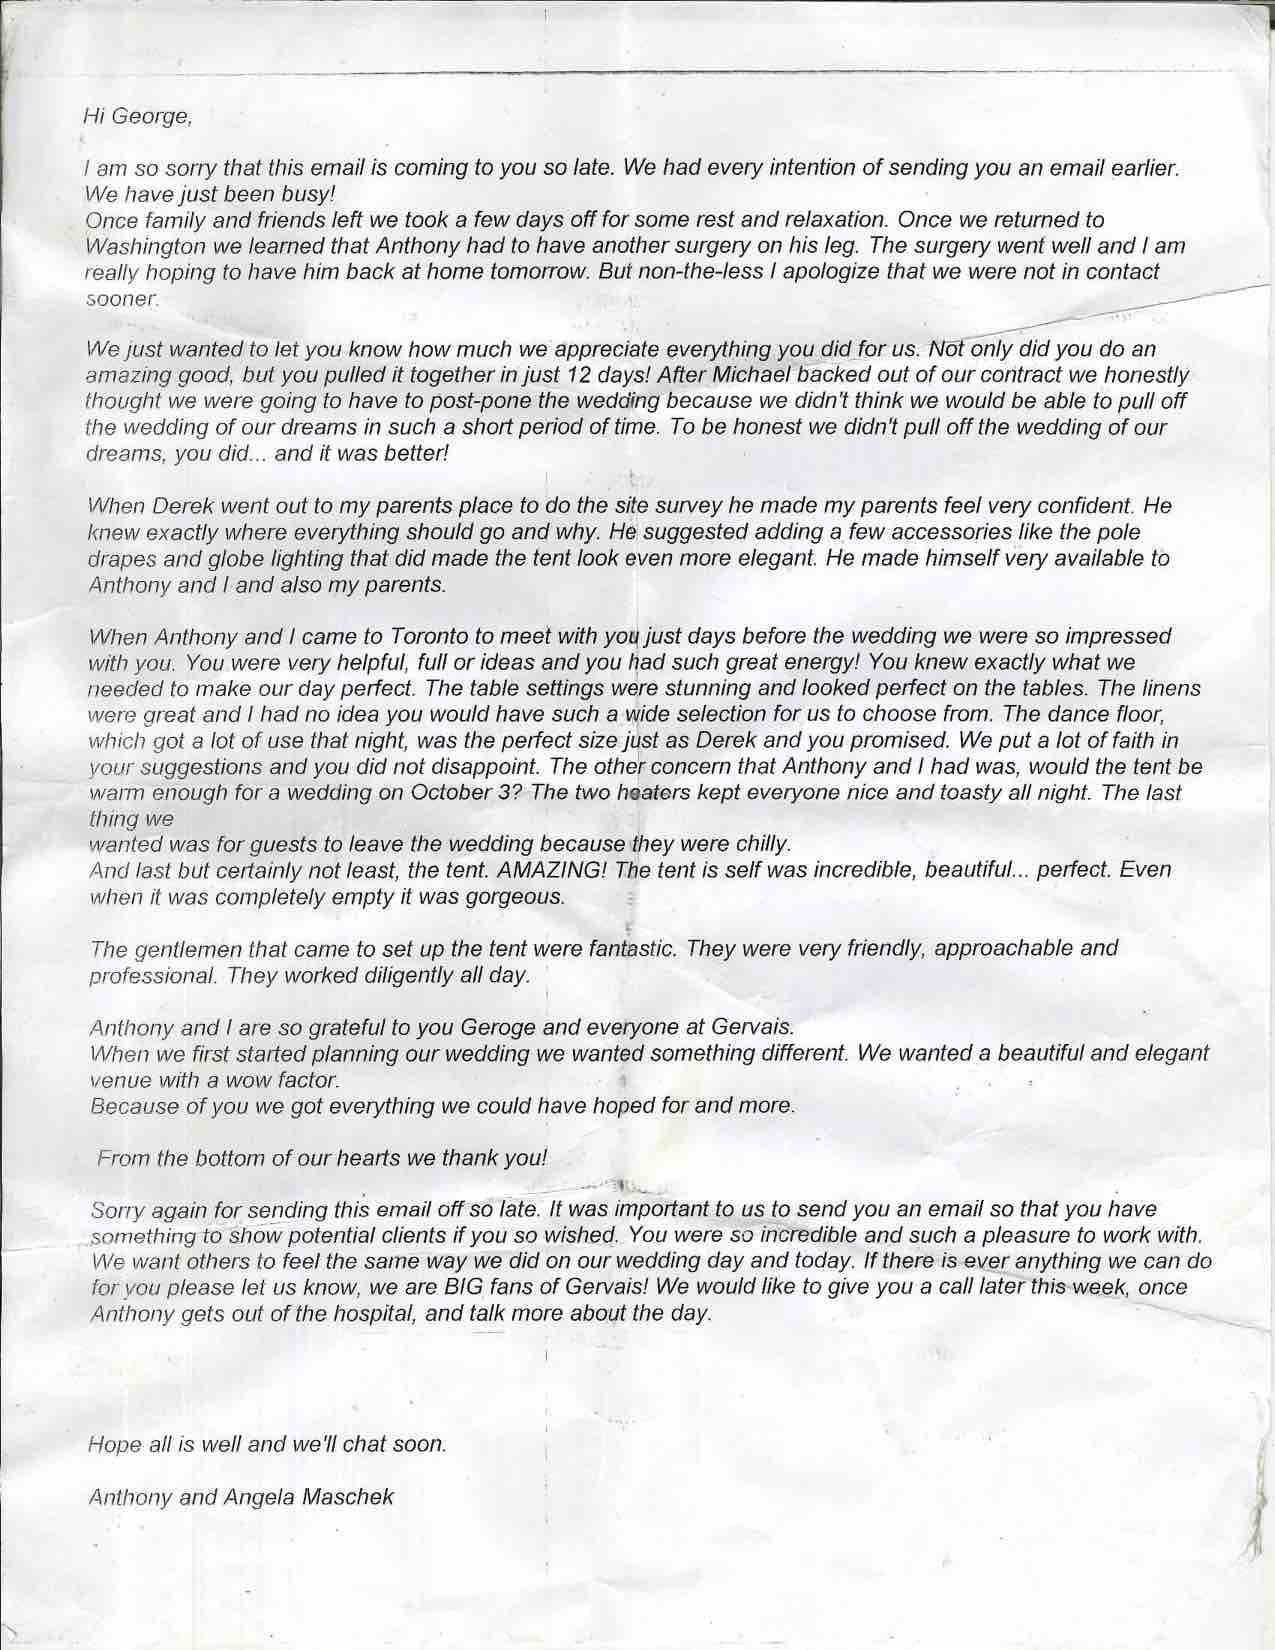 Hi George,
I am so sorry that this email is coming to you so late. We had every intention of sending you an email earlier.
We have just been busy!
Once family and friends left we took a few days off for some rest and relaxation. Once we returned to
Washington we learned that Anthony had to have another surgery on his leg. The surgery went well and I am
really hoping to have him back at home tomorrow. But non-the-less I apologize that we were not in contact
sooner.
We just wanted to let you know how much we appreciate everything you did for us. Not only did you do an
amazing good, but you pulled it together in just 12 days! After Michael backed out of our contract we honestly
thought we were going to have to post-pone the wedding because we didn't think we would be able to pull off
the wedding of our dreams in such a short period of time. To be honest we didn't pull off the wedding of our
dreams, you did... and it was better!
When Derek went out to my parents place to do the site survey he made my parents feel very confident. He
knew exactly where everything should go and why. He suggested adding a few accessories like the pole
drapes and globe lighting that did made the tent look even more elegant. He made himself very available to
Anthony and I and also my parents.
When Anthony and I came to Toronto to meet with you just days before the wedding we were so impressed
with you. You were very helpful, full or ideas and you had such great energy! You knew exactly what we
needed to make our day perfect. The table settings were stunning and looked perfect on the tables. The linens
were great and I had no idea you would have such a wide selection for us to choose from. The dance floor,
which got a lot of use that night, was the perfect size just as Derek and you promised. We put a lot of faith in
your suggestions and you did not disappoint. The other concern that Anthony and I had was, would the tent be
warm enough for a wedding on October 3? The two heaters kept everyone nice and toasty all night. The last
thing we
wanted was for guests to leave the wedding because they were chilly.
And last but certainly not least, the tent. AMAZING! The tent is self was incredible, beautiful... perfect. Even
when it was completely empty it was gorgeous.
The gentlemen that came to set up the tent were fantastic. They were very friendly, approachable and
professional. They worked diligently all day.
Anthony and I are so grateful to you Geroge and everyone at Gervais.
When we first started planning our wedding we wanted something different. We wanted a beautiful and elegant
venue with a wow factor.
Because of you we got everything we could have hoped for and more.
From the bottom of our hearts we thank you!
Sorry again for sending this email off so late. It was important to us to send you an email so that you have
something to show potential clients if you so wished. You were so incredible and such a pleasure to work with.
We want others to feel the same way we did on our wedding day and today. If there is ever anything we can do
for you please let us know, we are BIG fans of Gervais! We would like to give you a call later this week, once
Anthony gets out of the hospital, and talk more about the day.
Hope all is well and we'll chat soon.
Anthony and Angela Maschek